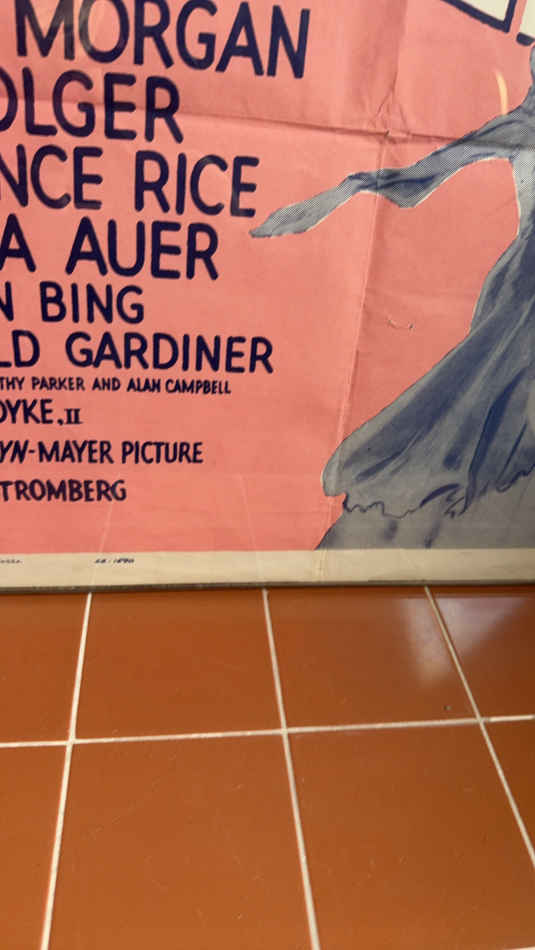 MORGAN
OLGER
NCE RICE
A AUER
N BING
LD GARDINER
THY PARKER AND ALAN CAMPBELL
DYKE, II
YN-MAYER PICTURE
TROMBERG